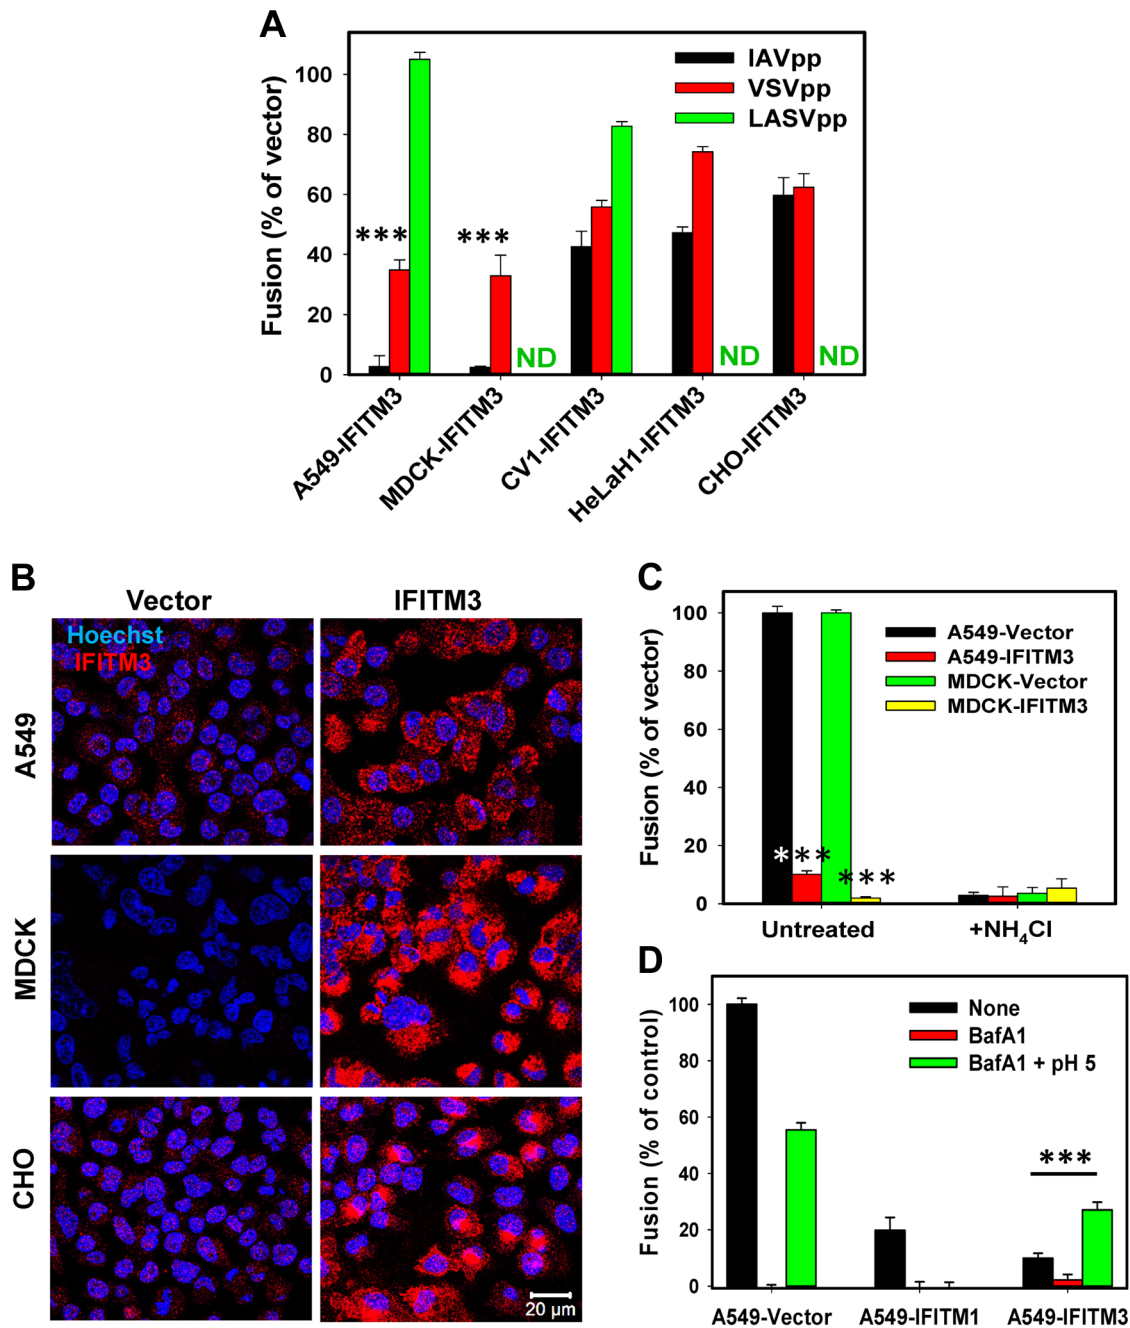 A
Fusion (% of vector)
100
80
60
40
20
0
IAVpp
VSVpp
LASVpp
***
***
ND
ND
ND
A549-IFITM3
MDCK-IFITM3
CV1-IFITM3
HeLaH1-IFITM3
CHO-IFITM3
B
Vector
IFITM3
Hoechst
IFITM3
A549
MDCK
CHO
20 µm
C
Fusion (% of vector)
100
80
60
40
20
0
A549-Vector
A549-IFITM3
MDCK-Vector
MDCK-IFITM3
***
***
Untreated
+NH₄Cl
D
Fusion (% of control)
100
80
60
40
20
0
None
BafA1
BafA1 + pH 5
***
A549-Vector
A549-IFITM1
A549-IFITM3